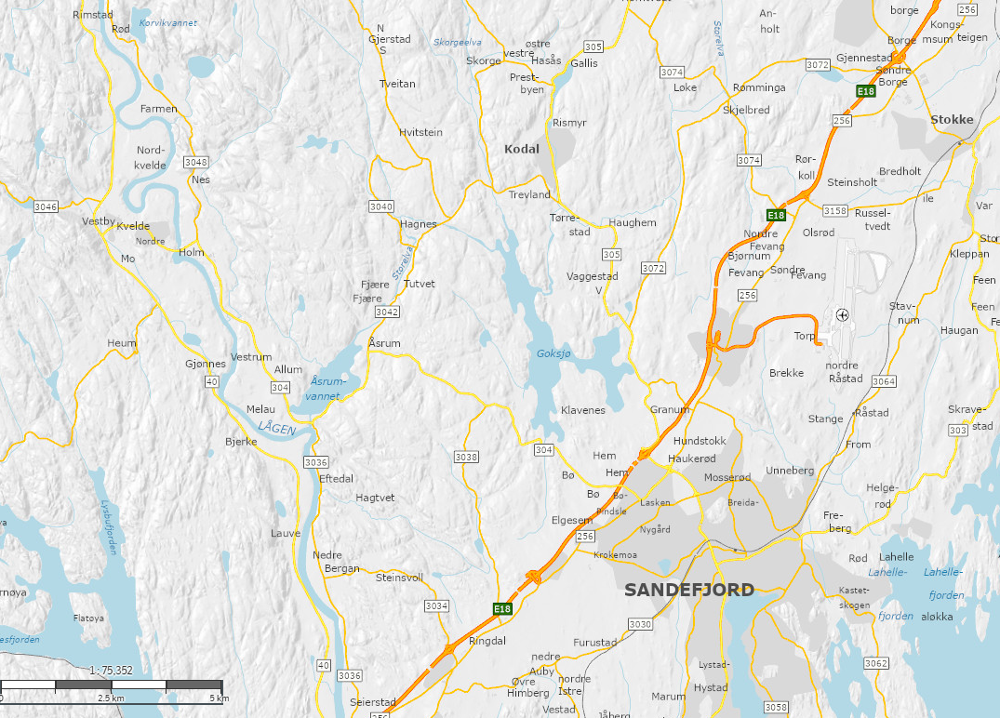 Rimstad
Rød
Korvikvannet
N
Gjerstad
S
Skorgeelva
østre
vestre
Skorge
Hasås
305
Gallis
Prest-
byen
Tveitan
Storelva
An-
holt
borge
256
Kongs-
teigen
Borge
msum
Gjennestad
Søndre
Borge
3072
3074
Løke
Rømminga
E18
Skjelbred
256
Stokke
Farmen
Rismyr
Hvitstein
Kodal
Nord-
kvelde
3048
Nes
3074
Rør-
koll
Steinsholt
Bredholt
3046
3040
Trevland
ile
Var
E18
3158
Russel-
tvedt
Vestby
Kvelde
Nordre
Hagnes
Tørre-
stad
Haughem
Nordre
Fevang
Olsrød
Mo
Holm
Storelva
305
3072
Bjørnum
Kleppan
Fevang
Søndre
Fevang
Vaggestad
V
Fjære
Fjære
Tutvet
256
Feen
Feen
3042
Stav-
num
Haugan
Heum
Åsrum
Goksjø
Torp
Gjønnes
Vestrum
Allum
40
304
Åsrum-
vannet
Brekke
nordre
Råstad
3064
Melau
Klavenes
Granum
Råstad
Stange
Skrave-
stad
303
LÅGEN
Bjerke
Hundstokk
From
3036
3038
304
Hem
Haukerød
Hem
Eftedal
Bø
Mosserød
Unneberg
Hagtvet
Bø
Bø-
Lasken
Breida-
Helge-
rød
Pindsle
Lysbufjorden
Elgesem
Fre-
berg
Nygård
Lauve
256
Krokemoa
Nedre
Bergan
Steinsvoll
Rød
Lahelle
Lahelle-
Lahelle-
fjorden
SANDEFJORD
Kastet-
skogen
fjorden
aløkka
Flatøya
3034
E18
3030
Ringdal
Furustad
40
3036
nedre
Auby
Øvre
Himberg
nordre
Istre
Lystad-
Hystad
3062
1:75,352
0
2.5 km
5 km
Seierstad
256
Vestad
Jåberg
Marum
3058